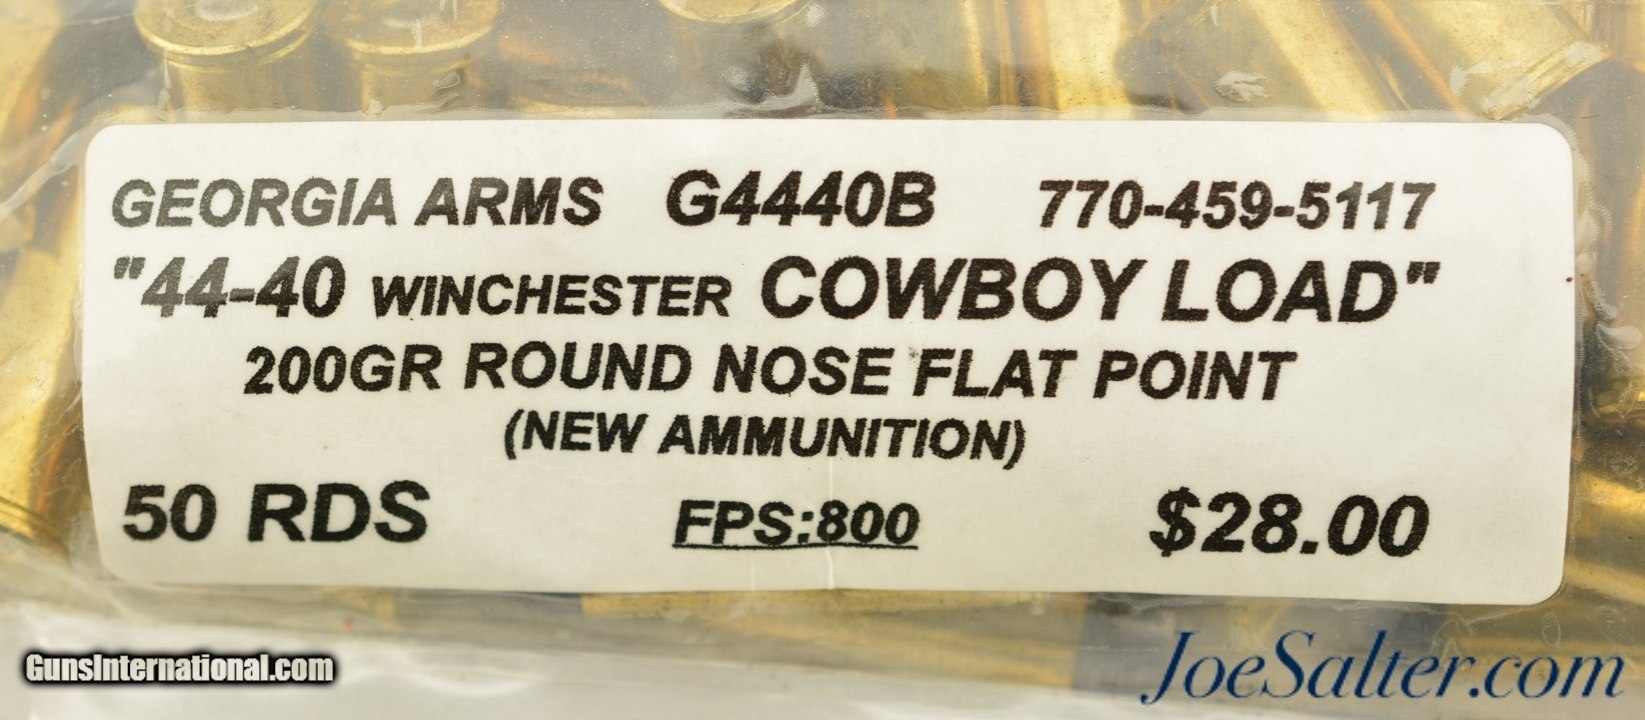 GEORGIA ARMS G4440B 770-459-5117
"44-40 WINCHESTER COWBOY LOAD"
200GR ROUND NOSE FLAT POINT
(NEW AMMUNITION)
50 RDS FPS:800 $28.00
GunsInternational.com
JoeSalter.com